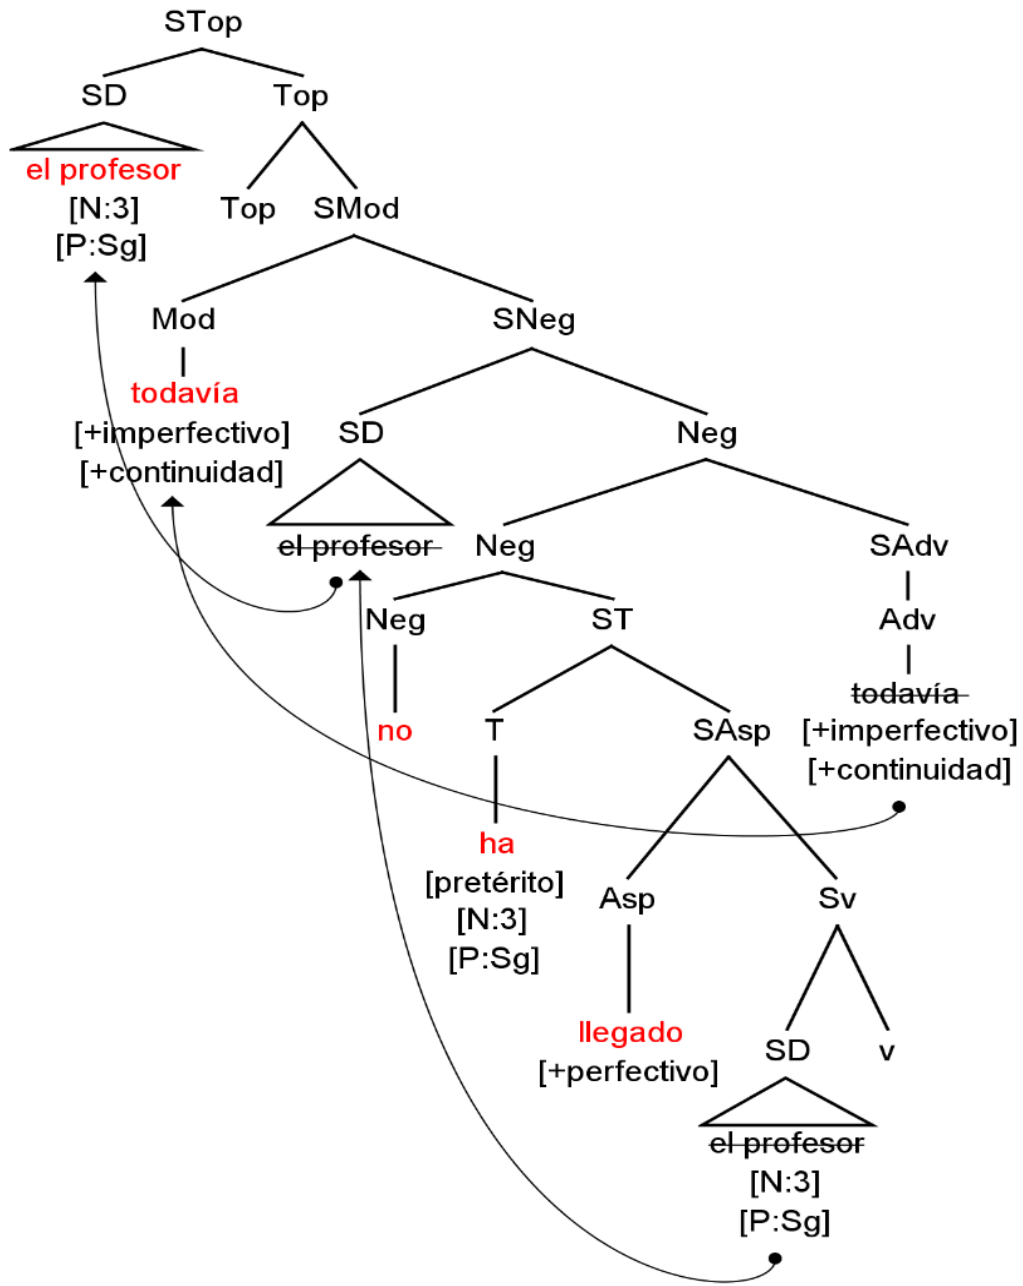 STop
SD Top
el profesor
[N:3]
[P:Sg]
Top SMod
Mod SNeg
todavía
[+imperfectivo]
[+continuidad]
SD Neg
el profesor
Neg SAdv
Neg ST Adv
todavía
[+imperfectivo]
[+continuidad]
no T SAsp
ha
[pretérito]
[N:3]
[P:Sg]
Asp Sv
llegado
[+perfectivo]
SD v
el profesor
[N:3]
[P:Sg]